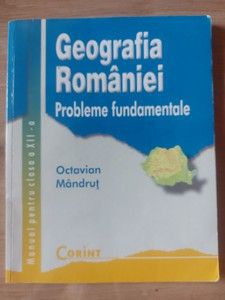 Geografia
României
Probleme fundamentale
Octavian
Mândruț
Manual pentru clasa a XII-a
CORINT